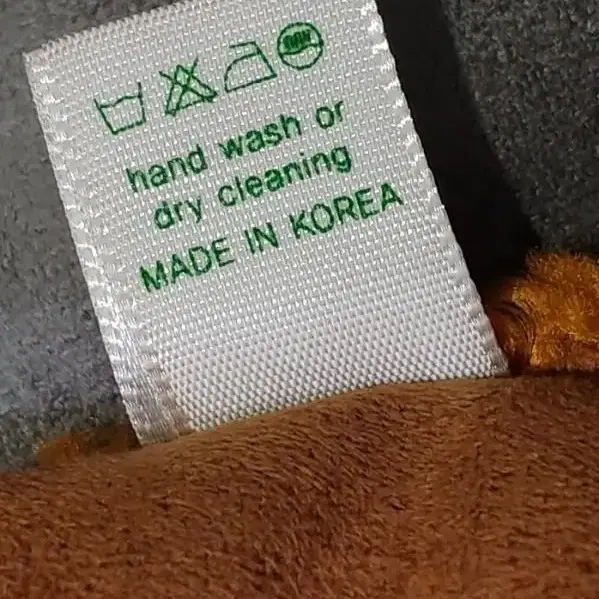 hand wash or
dry cleaning
MADE IN KOREA